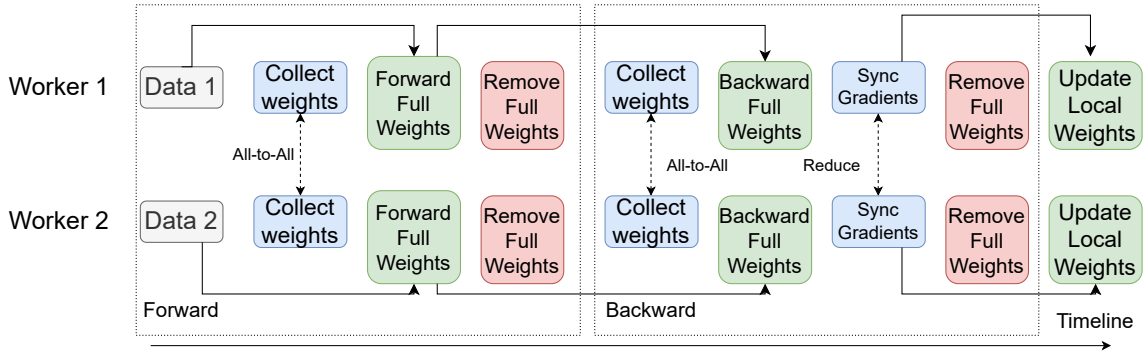 Worker 1
Data 1
Collect
weights
Forward
Full
Weights
Remove
Full
Weights
Collect
weights
Backward
Full
Weights
Sync
Gradients
Remove
Full
Weights
Update
Local
Weights
All-to-All
All-to-All
Reduce
Worker 2
Data 2
Collect
weights
Forward
Full
Weights
Remove
Full
Weights
Collect
weights
Backward
Full
Weights
Sync
Gradients
Remove
Full
Weights
Update
Local
Weights
Forward
Backward
Timeline